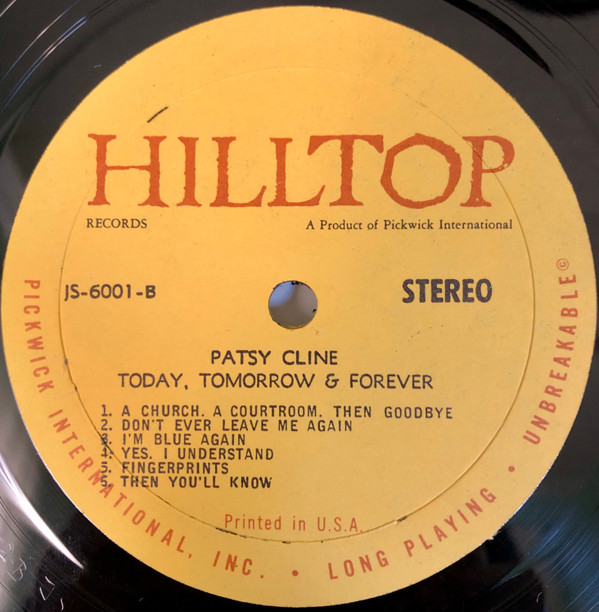 HILLTOP
RECORDS
A Product of Pickwick International
JS-6001-B
STEREO
PATSY CLINE
TODAY, TOMORROW & FOREVER
1. A CHURCH. A COURTROOM. THEN GOODBYE
2. DON'T EVER LEAVE ME AGAIN
3. I'M BLUE AGAIN
4. YES. I UNDERSTAND
5. FINGERPRINTS
6. THEN YOU'LL KNOW
Printed in U.S.A.
PICKWICK INTERNATIONAL, INC. • LONG PLAYING • UNBREAKABLE©